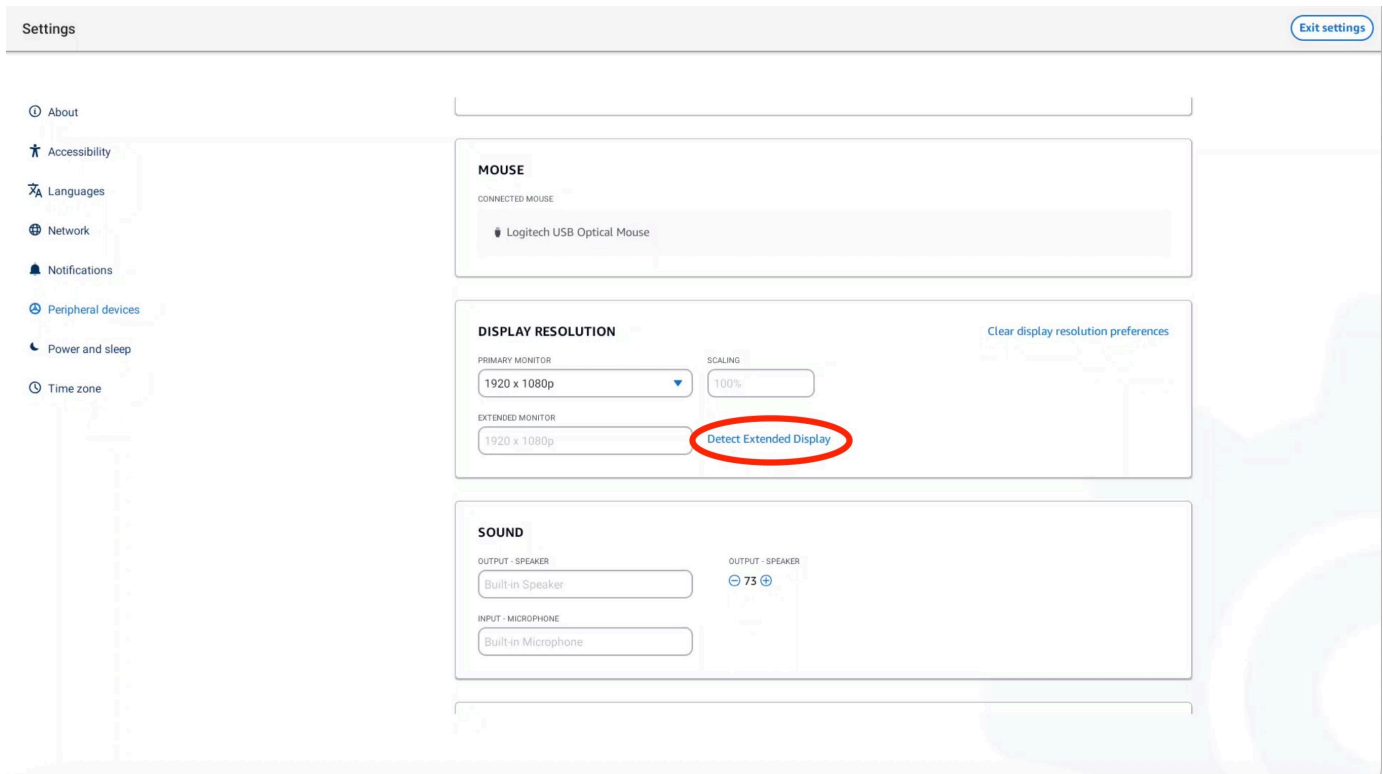 Settings
Exit settings
About
Accessibility
Languages
Network
Notifications
Peripheral devices
Power and sleep
Time zone
MOUSE
CONNECTED MOUSE
Logitech USB Optical Mouse
DISPLAY RESOLUTION
Clear display resolution preferences
PRIMARY MONITOR
SCALING
1920 x 1080p
100%
EXTENDED MONITOR
1920 x 1080p
Detect Extended Display
SOUND
OUTPUT - SPEAKER
OUTPUT - SPEAKER
Built-in Speaker
73
INPUT - MICROPHONE
Built-in Microphone